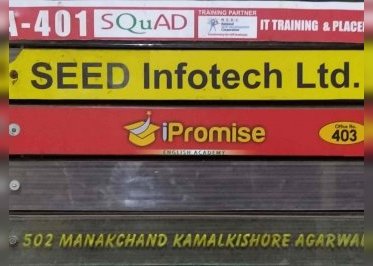 A-401 SQUAD TRAINING PARTNER IT TRAINING & PLACE
SEED Infotech Ltd.
iPromise
ENGLISH ACADEMY
Office No.
403
502 MANAKCHAND KAMALKISHORE AGARWA